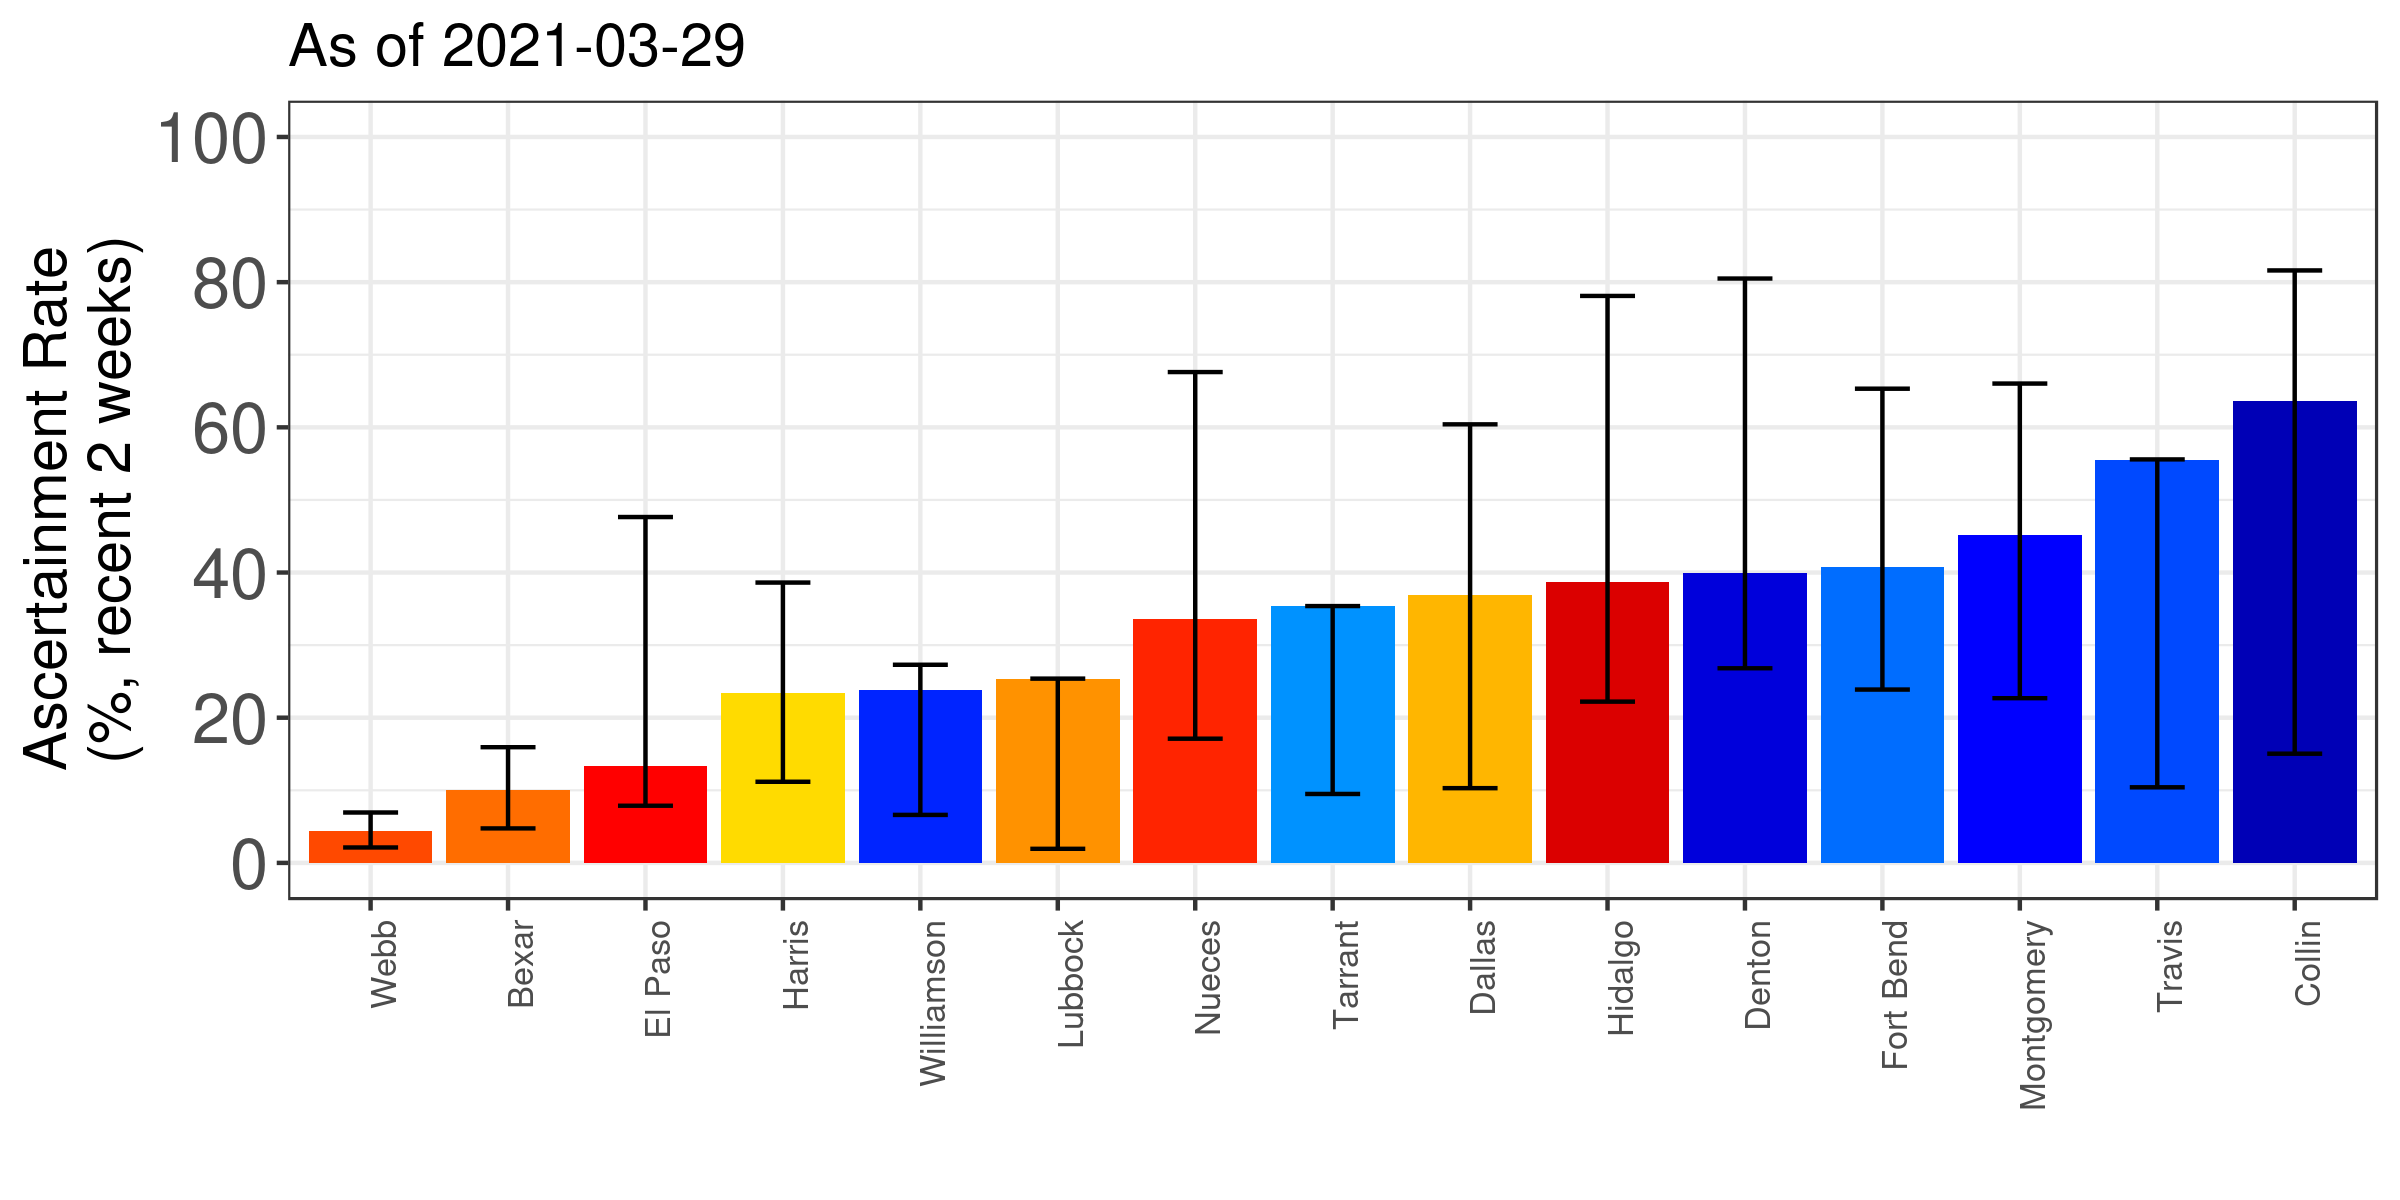 As of 2021-03-29
Ascertainment Rate
(%, recent 2 weeks)
100
80
60
40
20
0
Webb
Bexar
El Paso
Harris
Williamson
Lubbock
Nueces
Tarrant
Dallas
Hidalgo
Denton
Fort Bend
Montgomery
Travis
Collin